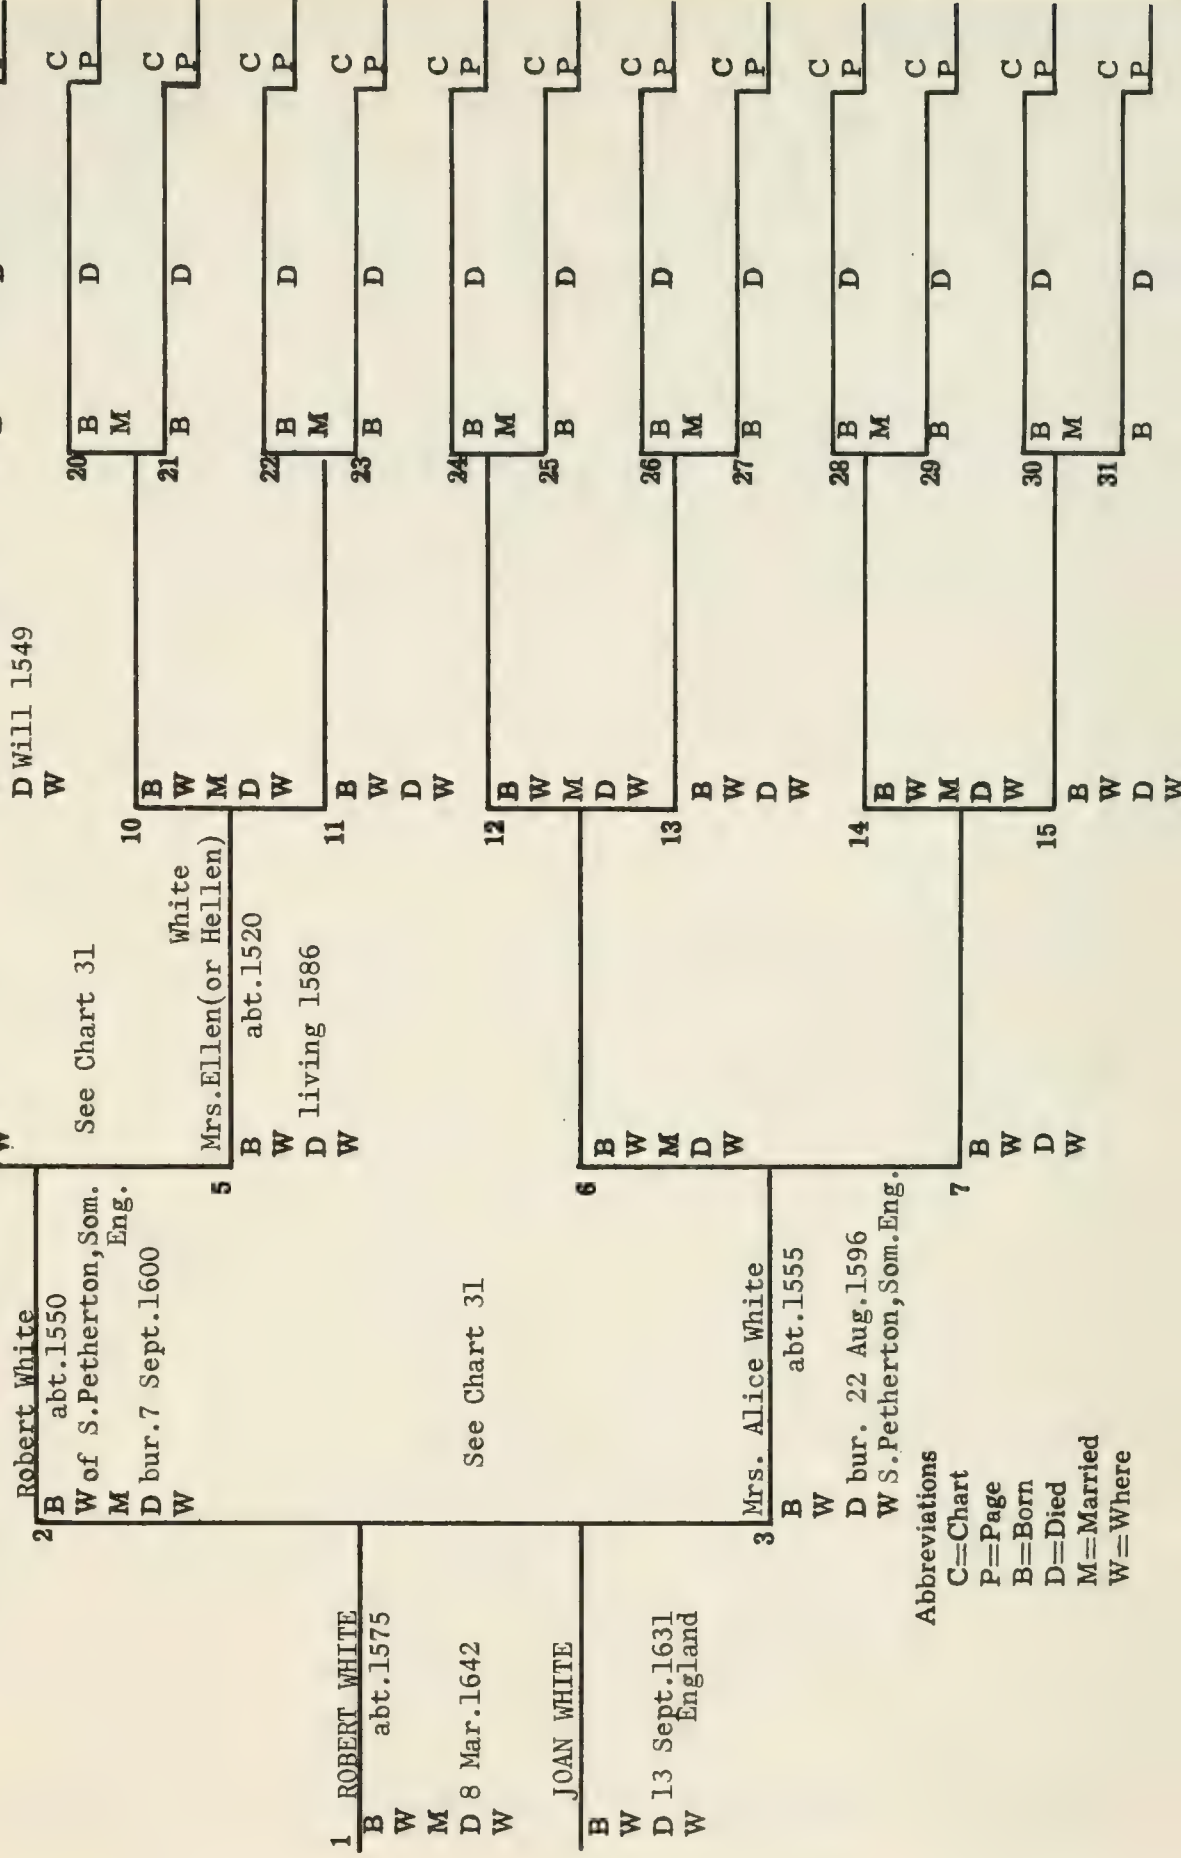 1 ROBERT WHITE
B abt.1575
W
M
D 8 Mar.1642
W
JOAN WHITE
B
W
D 13 Sept.1631
W England
Robert White
2
B abt.1550
W of S.Petherton,Som.
Eng.
M
D bur.7 Sept.1600
W
See Chart 31
Mrs. Alice White
3
B abt.1555
W
D bur. 22 Aug.1596
W S.Petherton,Som.Eng.
Abbreviations
C=Chart
P=Page
B=Born
D=Died
M=Married
W=Where
W
See Chart 31
White
Mrs.Ellen(or Hellen)
5
B abt.1520
W
D living 1586
W
6
B
W
M
D
W
7
B
W
D
W
D Will 1549
W
10
B
W
M
D
W
11
B
W
D
W
12
B
W
M
D
W
13
B
W
D
W
14
B
W
M
D
W
15
B
W
D
W
20
B D C
M P
21
B D C
P
22
B D C
M P
23
B D C
P
24
B D C
M P
25
B D C
P
26
B D C
M P
27
B D C
P
28
B D C
M P
29
B D C
P
30
B D C
M P
31
B D C
P